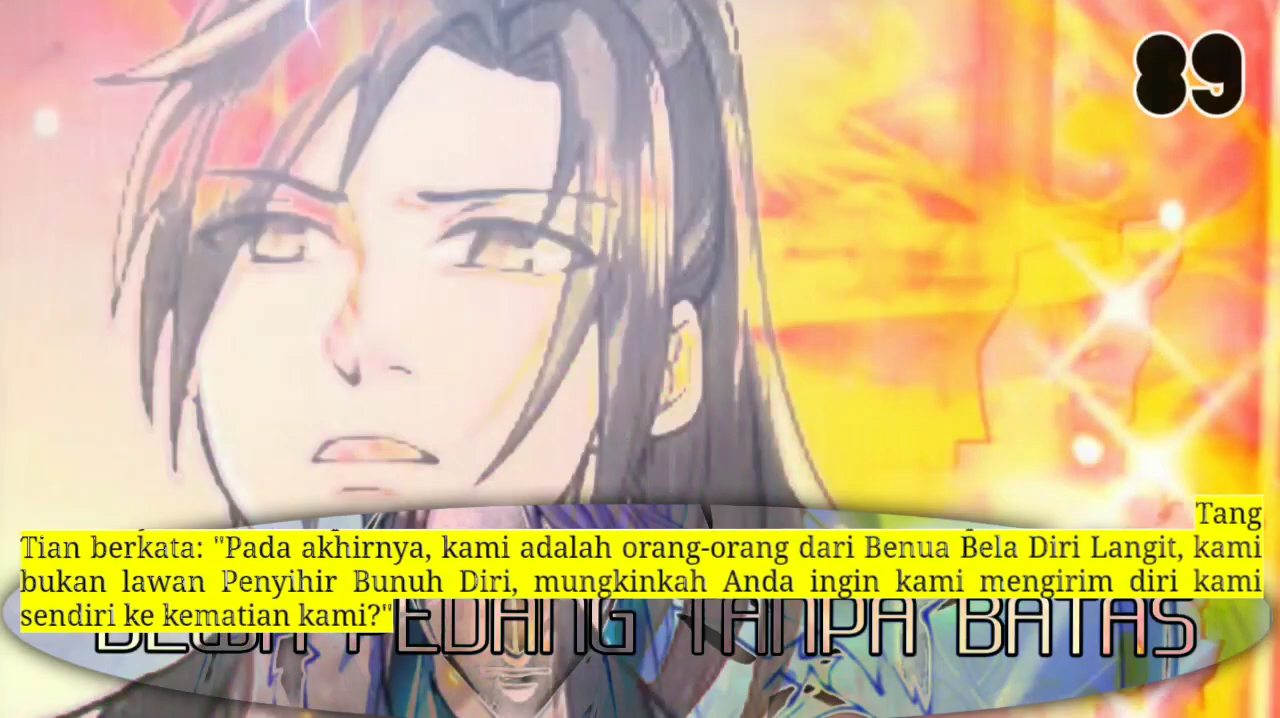 89
Tang
Tian berkata: "Pada akhirnya, kami adalah orang-orang dari Benua Bela Diri Langit, kami
bukan lawan Penyihir Bunuh Diri, mungkinkah Anda ingin kami mengirim diri kami
sendiri ke kematian kami?"
DEWA PEDANG TANPA BATAS